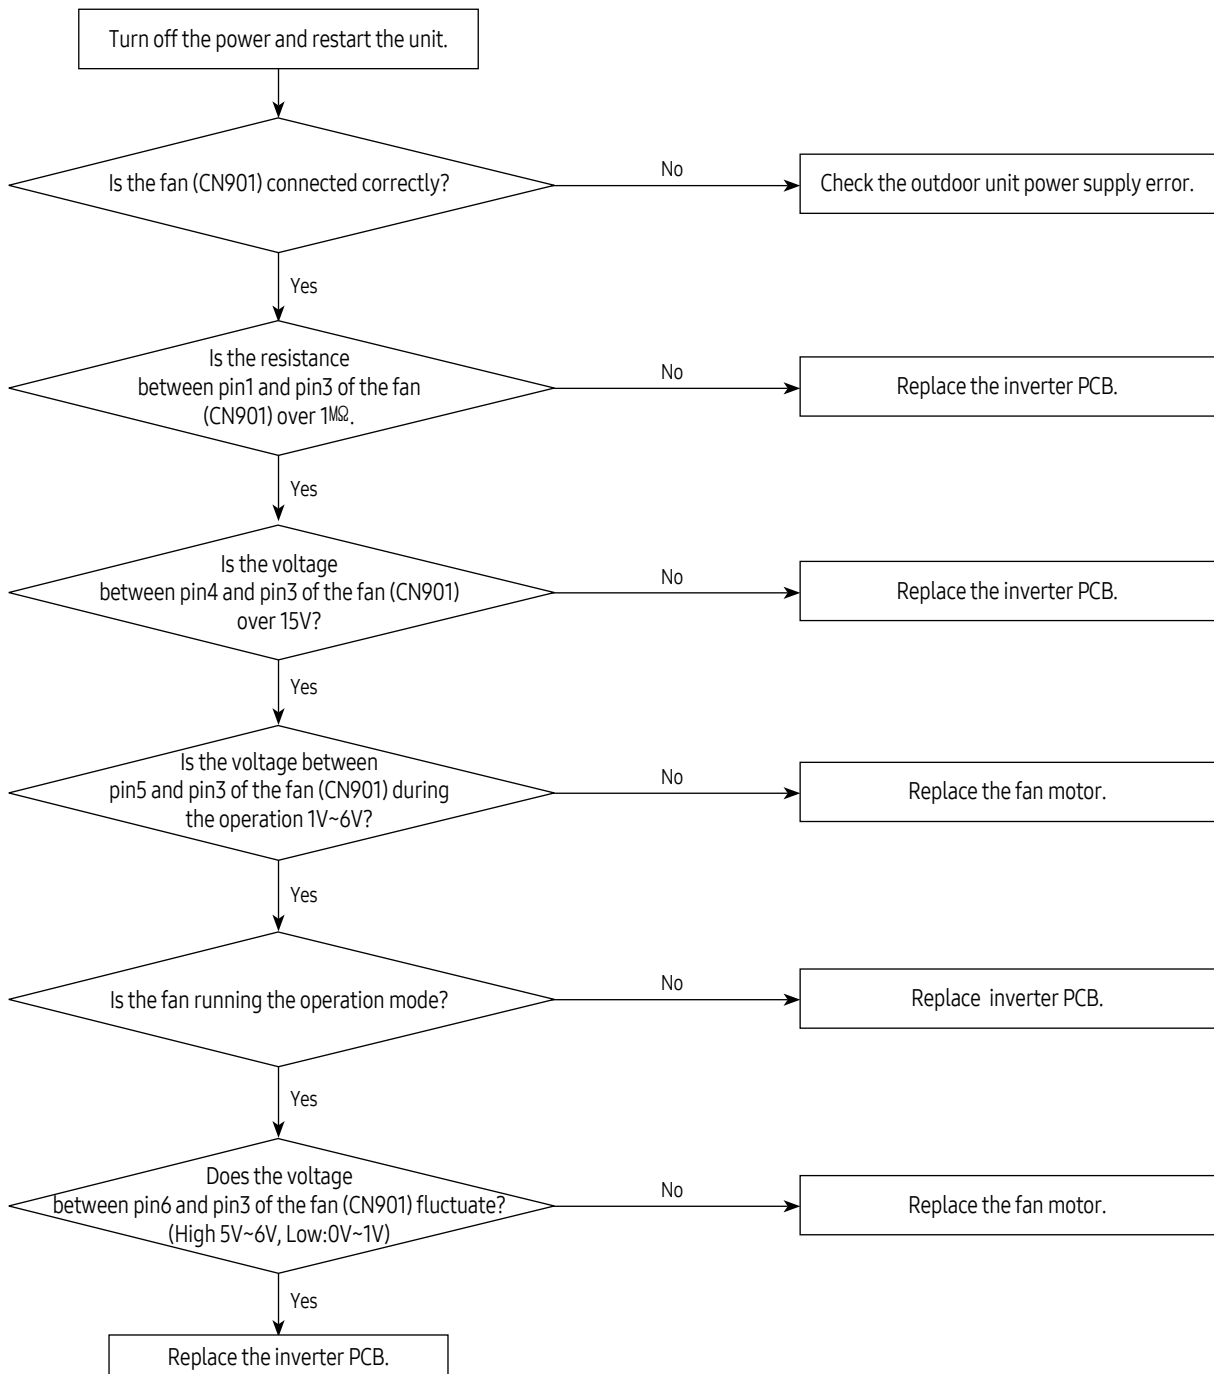 Turn off the power and restart the unit.
Is the fan (CN901) connected correctly?
No
Check the outdoor unit power supply error.
Yes
Is the resistance
between pin1 and pin3 of the fan
(CN901) over 1MΩ.
No
Replace the inverter PCB.
Yes
Is the voltage
between pin4 and pin3 of the fan (CN901)
over 15V?
No
Replace the inverter PCB.
Yes
Is the voltage between
pin5 and pin3 of the fan (CN901) during
the operation 1V~6V?
No
Replace the fan motor.
Yes
Is the fan running the operation mode?
No
Replace  inverter PCB.
Yes
Does the voltage
between pin6 and pin3 of the fan (CN901) fluctuate?
(High 5V~6V, Low:0V~1V)
No
Replace the fan motor.
Yes
Replace the inverter PCB.